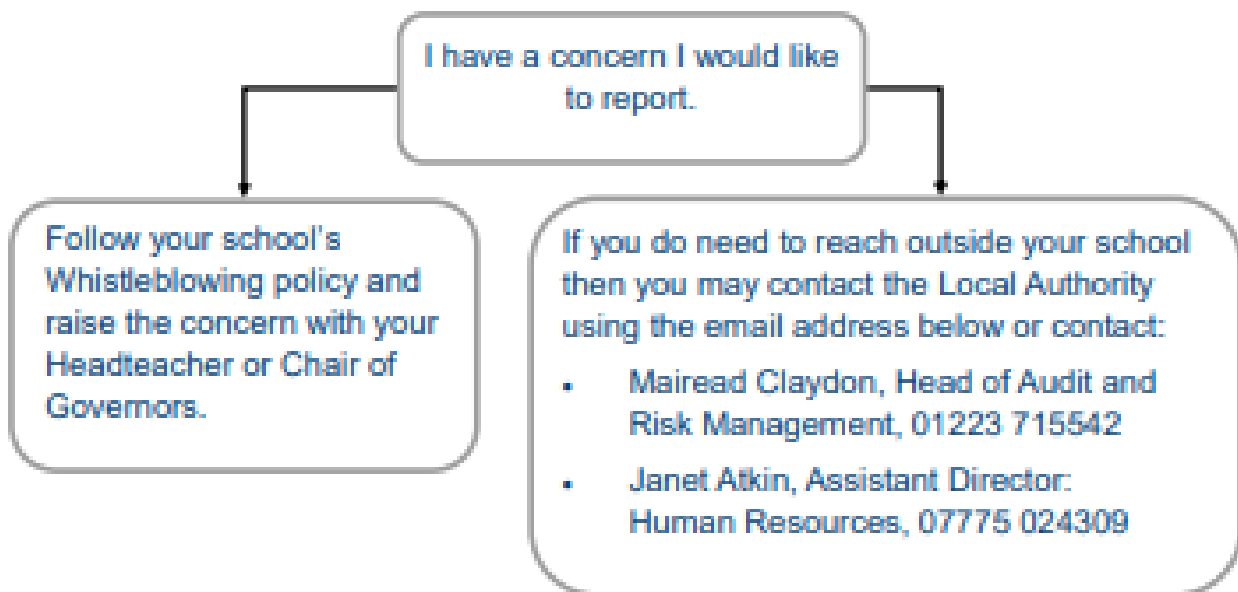 I have a concern I would like
to report.
Follow your school's
Whistleblowing policy and
raise the concern with your
Headteacher or Chair of
Governors.
If you do need to reach outside your school
then you may contact the Local Authority
using the email address below or contact:
• Mairead Claydon, Head of Audit and
Risk Management, 01223 715542
• Janet Atkin, Assistant Director:
Human Resources, 07775 024309